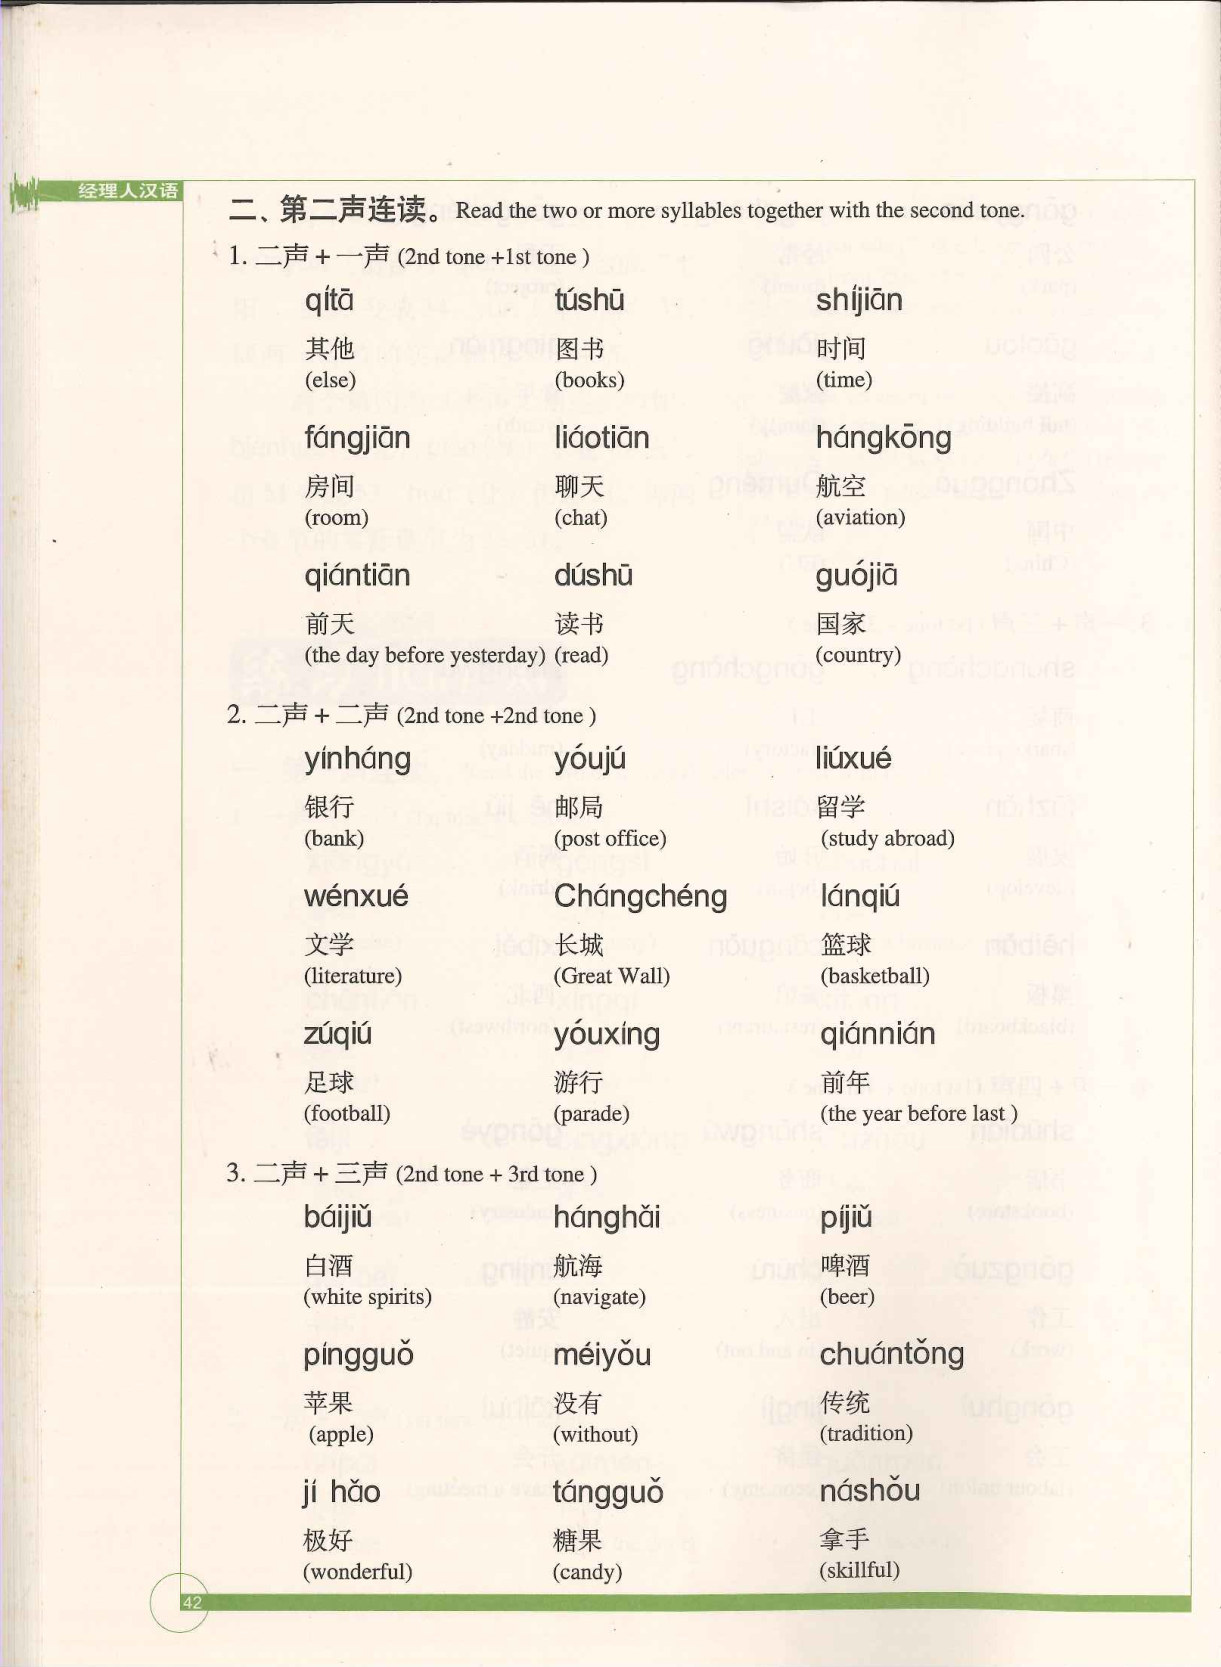 经理人汉语
二、第二声连读。Read the two or more syllables together with the second tone.
1. 二声 + 一声 (2nd tone +1st tone )
qítā túshū shíjiān
其他 图书 时间
(else) (books) (time)
fángjiān liáotiān hángkōng
房间 聊天 航空
(room) (chat) (aviation)
qiántiān dúshū guójiā
前天 读书 国家
(the day before yesterday) (read) (country)
2. 二声 + 二声 (2nd tone +2nd tone )
yínháng yóujú liúxué
银行 邮局 留学
(bank) (post office) (study abroad)
wénxué Chángchéng lánqiú
文学 长城 篮球
(literature) (Great Wall) (basketball)
zúqiú yóuxíng qiánnián
足球 游行 前年
(football) (parade) (the year before last )
3. 二声 + 三声 (2nd tone + 3rd tone )
báijiǔ hánghǎi píjiǔ
白酒 航海 啤酒
(white spirits) (navigate) (beer)
píngguǒ méiyǒu chuántǒng
苹果 没有 传统
(apple) (without) (tradition)
jí hǎo tángguǒ náshǒu
极好 糖果 拿手
(wonderful) (candy) (skillful)
42